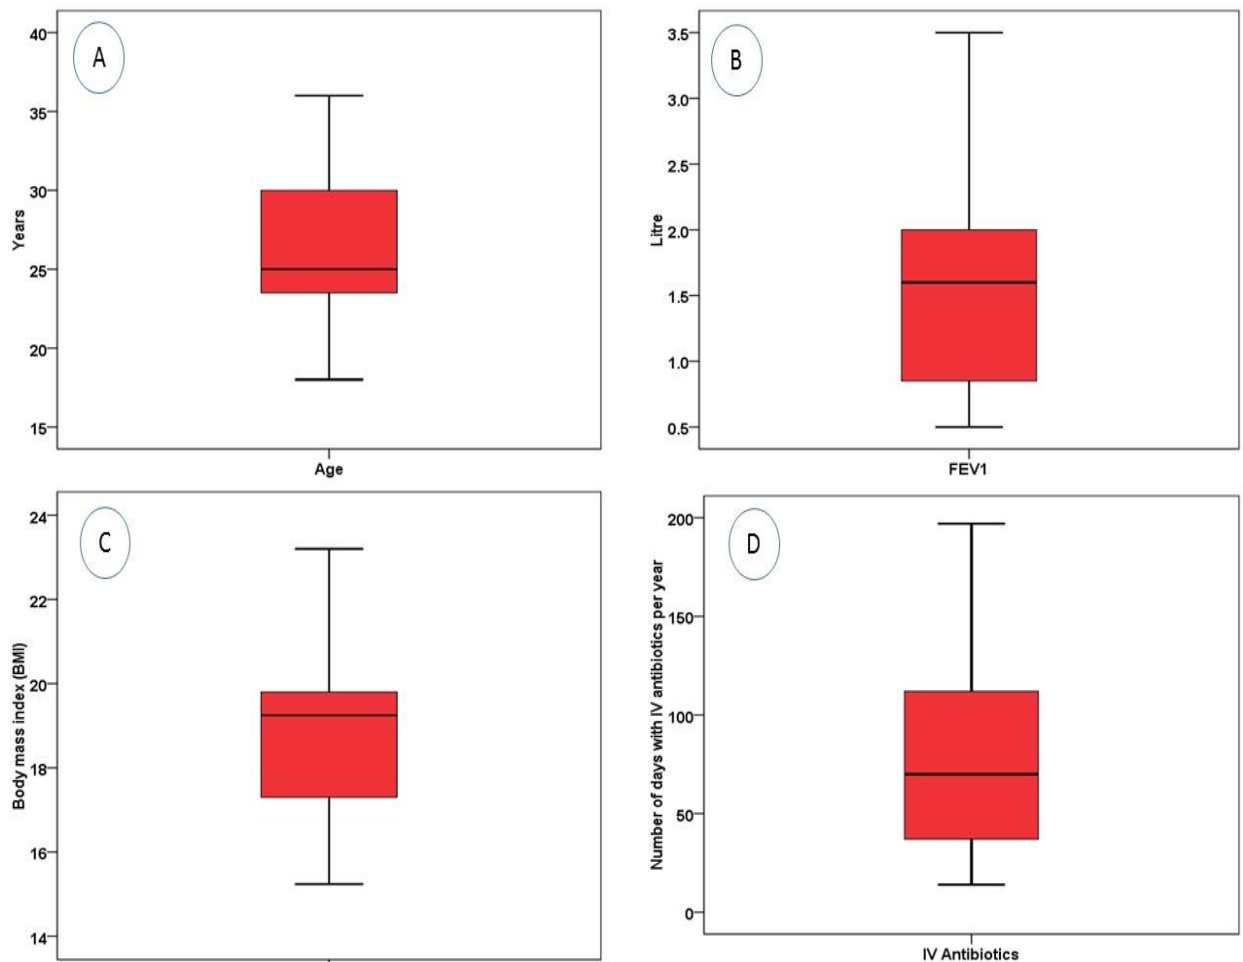 A
40
35
30
25
20
15
Years
Age
B
3.5
3.0
2.5
2.0
1.5
1.0
0.5
Litre
FEV1
C
24
22
20
18
16
14
Body mass index (BMI)
D
200
150
100
50
0
Number of days with IV antibiotics per year
IV Antibiotics